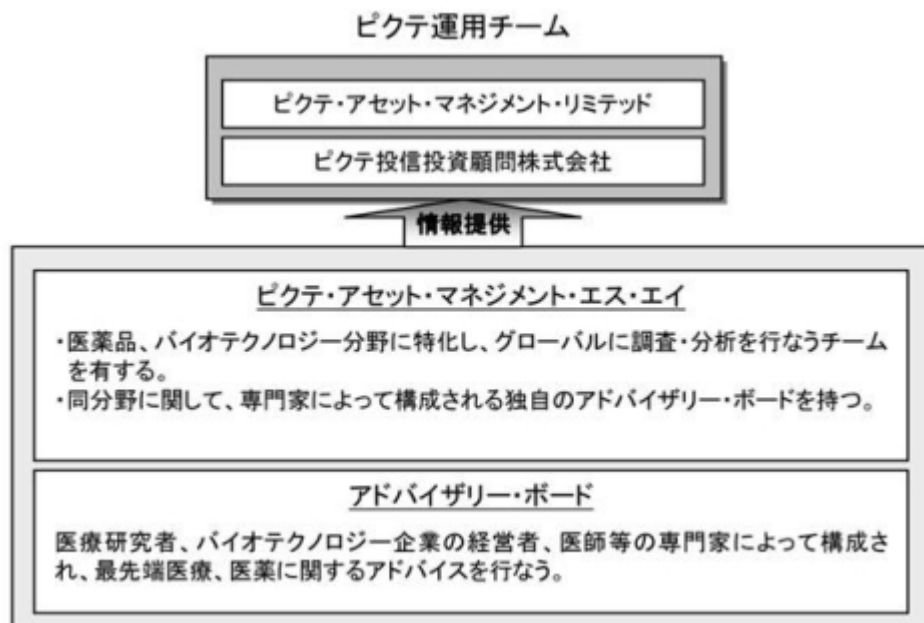 ピクテ運用チーム
ピクテ・アセット・マネジメント・リミテッド
ピクテ投信投資顧問株式会社
情報提供
ピクテ・アセット・マネジメント・エス・エイ
・医薬品、バイオテクノロジー分野に特化し、グローバルに調査・分析を行なうチーム
を有する。
・同分野に関して、専門家によって構成される独自のアドバイザリー・ボードを持つ。
アドバイザリー・ボード
医療研究者、バイオテクノロジー企業の経営者、医師等の専門家によって構成さ
れ、最先端医療、医薬に関するアドバイスを行なう。